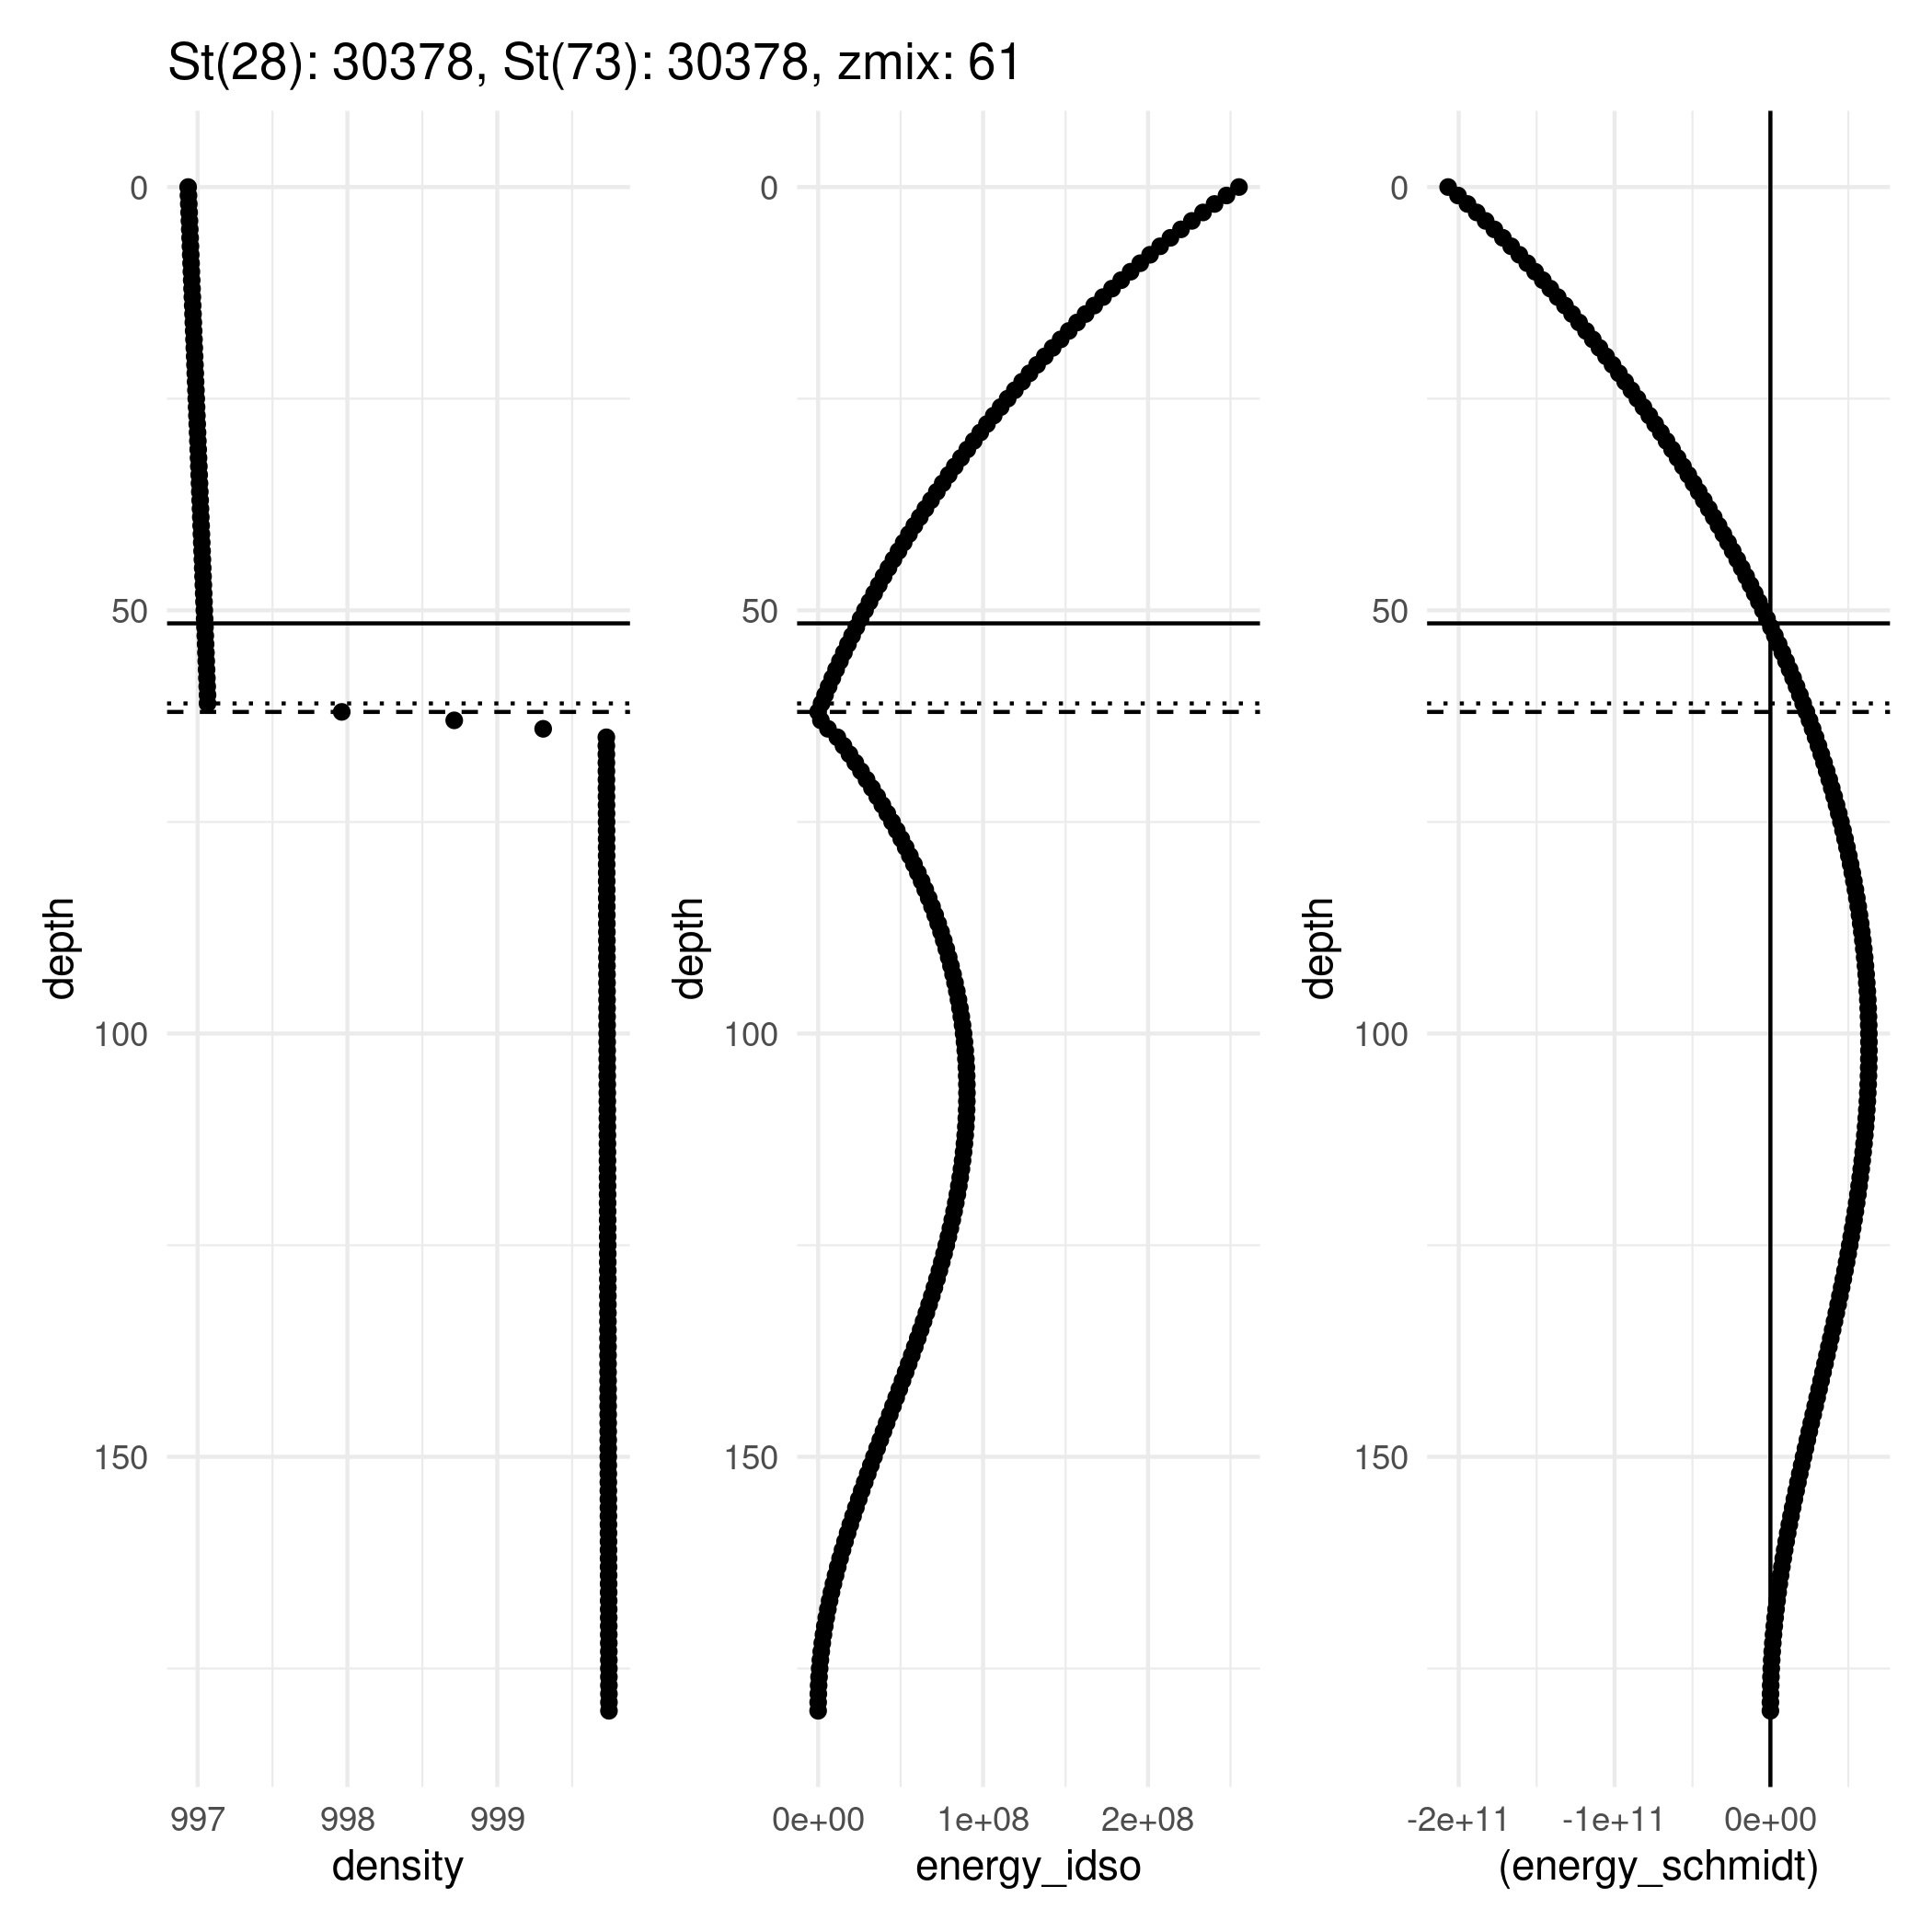 St(28): 30378, St(73): 30378, zmix: 61
0
50
100
150
depth
997
998
999
density
0
50
100
150
depth
0e+00
1e+08
2e+08
energy_idso
0
50
100
150
depth
-2e+11
-1e+11
0e+00
(energy_schmidt)